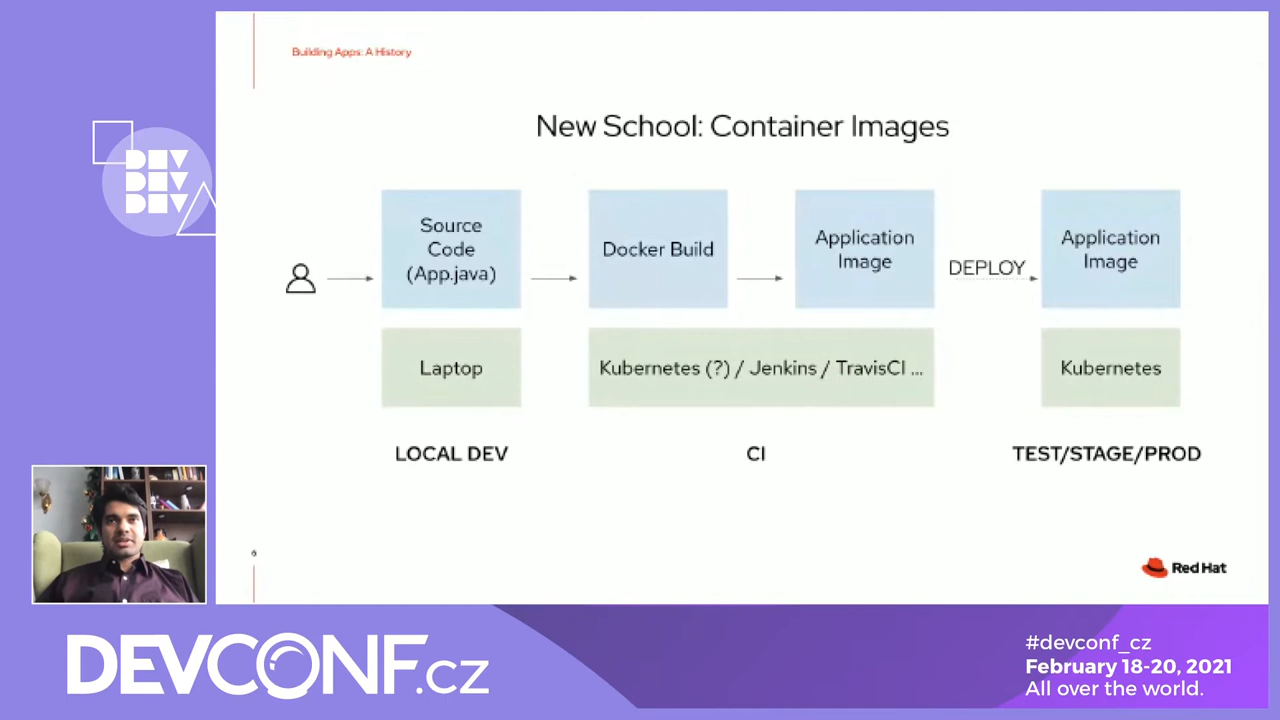 Building Apps: A History
New School: Container Images
Source
Code
(App.java)
Docker Build
Application
Image
DEPLOY
Application
Image
Laptop
Kubernetes (?) / Jenkins / TravisCI ...
Kubernetes
LOCAL DEV
CI
TEST/STAGE/PROD
6
Red Hat
DEV
DEV
DEV
DEVCONF.cz
#devconf_cz
February 18-20, 2021
All over the world.